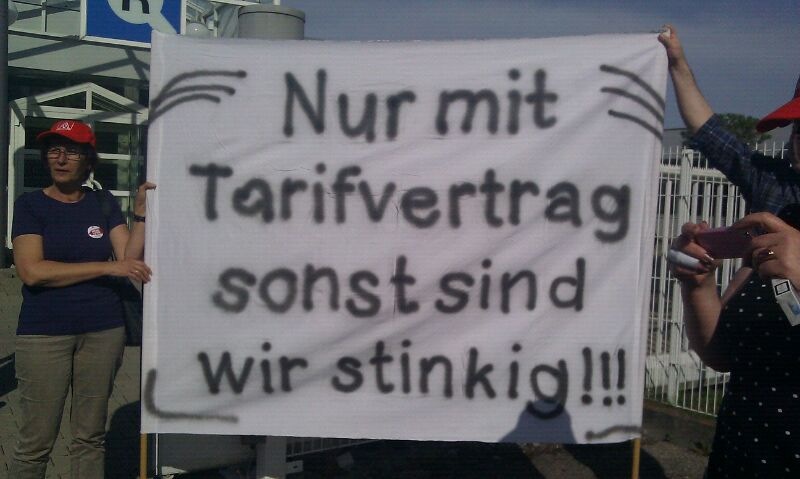 Nur mit
Tarifvertrag
sonst sind
wir stinkig!!!